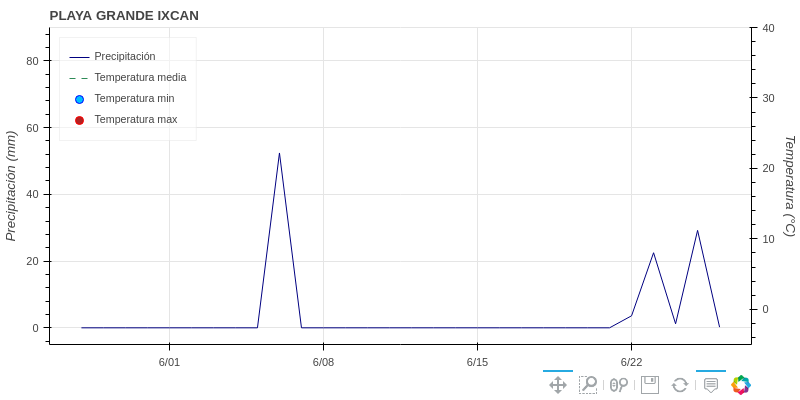 PLAYA GRANDE IXCAN
Precipitación
Temperatura media
Temperatura min
Temperatura max
Precipitación (mm)
80
60
40
20
0
40
30
20
10
0
Temperatura (°C)
6/01 6/08 6/15 6/22